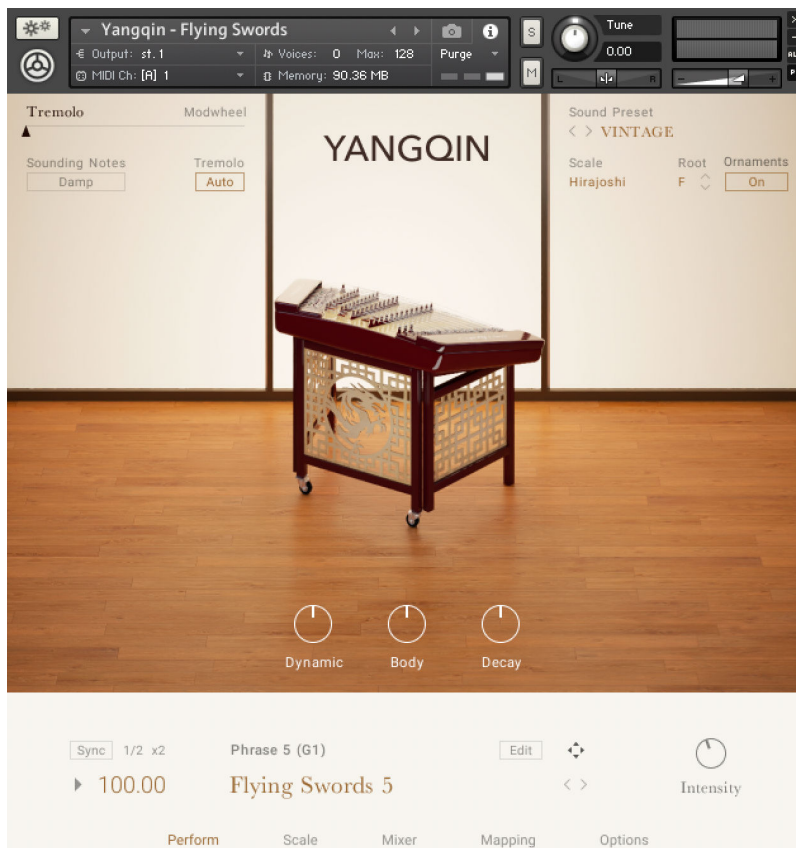 Yangqin - Flying Swords
S
Tune
0.00
Output: st.1
Voices: 0 Max: 128
Purge
MIDI Ch: [A] 1
Memory: 90.36 MB
M
L
R
Tremolo
Modwheel
Sounding Notes
Tremolo
Damp
Auto
YANGQIN
Sound Preset
< > VINTAGE
Scale
Root
Ornaments
Hirajoshi
F
On
Dynamic
Body
Decay
Sync 1/2 x2
Phrase 5 (G1)
Edit
100.00
Flying Swords 5
< >
Intensity
Perform
Scale
Mixer
Mapping
Options